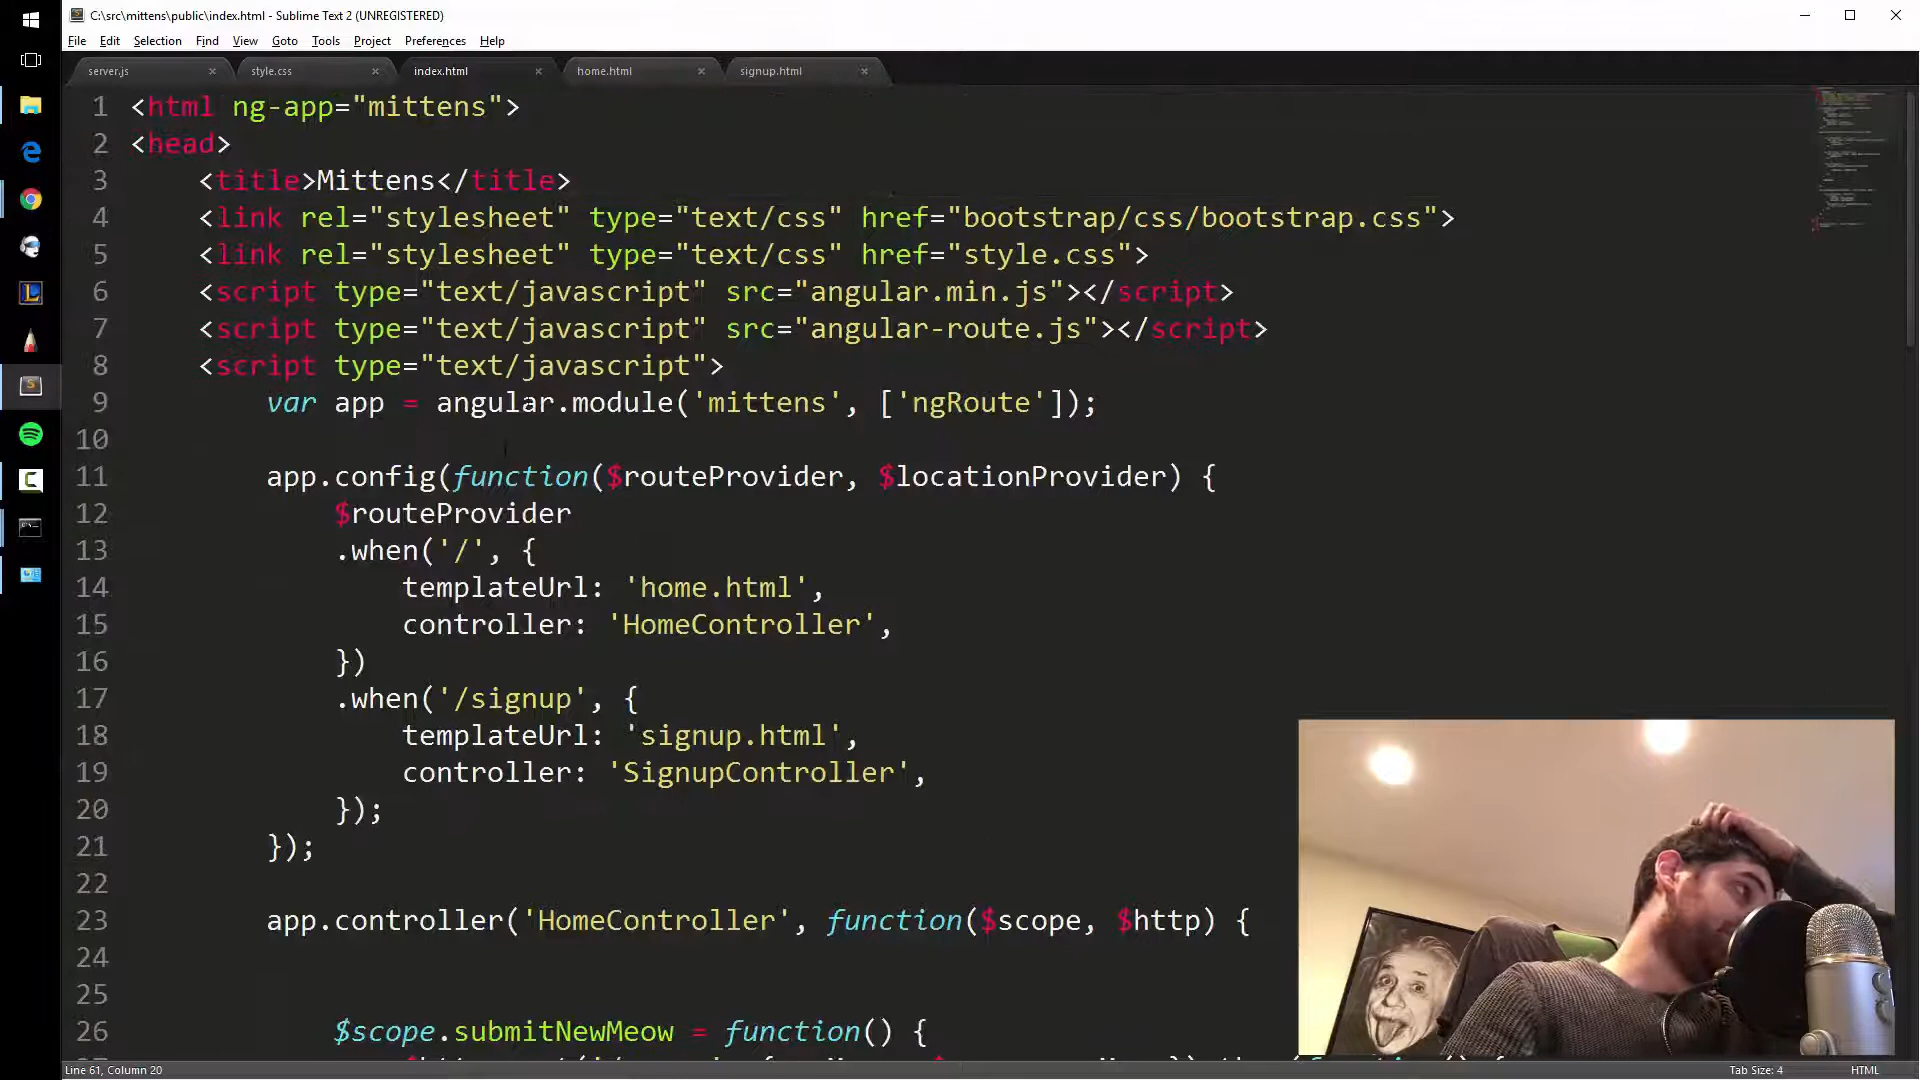 C:\src\mittens\public\index.html - Sublime Text 2 (UNREGISTERED)
File Edit Selection Find View Goto Tools Project Preferences Help
server.js style.css index.html home.html signup.html
1 <html ng-app="mittens">
2 <head>
3 <title>Mittens</title>
4 <link rel="stylesheet" type="text/css" href="bootstrap/css/bootstrap.css">
5 <link rel="stylesheet" type="text/css" href="style.css">
6 <script type="text/javascript" src="angular.min.js"></script>
7 <script type="text/javascript" src="angular-route.js"></script>
8 <script type="text/javascript">
9 var app = angular.module('mittens', ['ngRoute']);
10
11 app.config(function($routeProvider, $locationProvider) {
12 $routeProvider
13 .when('/', {
14 templateUrl: 'home.html',
15 controller: 'HomeController',
16 })
17 .when('/signup', {
18 templateUrl: 'signup.html',
19 controller: 'SignupController',
20 });
21 });
22
23 app.controller('HomeController', function($scope, $http) {
24
25
26 $scope.submitNewMeow = function() {
Line 61, Column 20 Tab Size: 4 HTML